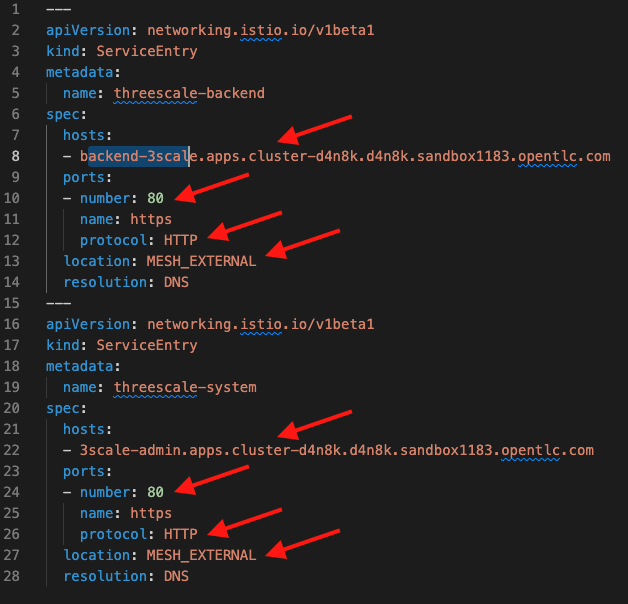 1 ---
2 apiVersion: networking.istio.io/v1beta1
3 kind: ServiceEntry
4 metadata:
5   name: threescale-backend
6 spec:
7   hosts:
8   - backend-3scale.apps.cluster-d4n8k.d4n8k.sandbox1183.opentlc.com
9   ports:
10   - number: 80
11     name: https
12     protocol: HTTP
13   location: MESH_EXTERNAL
14   resolution: DNS
15 ---
16 apiVersion: networking.istio.io/v1beta1
17 kind: ServiceEntry
18 metadata:
19   name: threescale-system
20 spec:
21   hosts:
22   - 3scale-admin.apps.cluster-d4n8k.d4n8k.sandbox1183.opentlc.com
23   ports:
24   - number: 80
25     name: https
26     protocol: HTTP
27   location: MESH_EXTERNAL
28   resolution: DNS